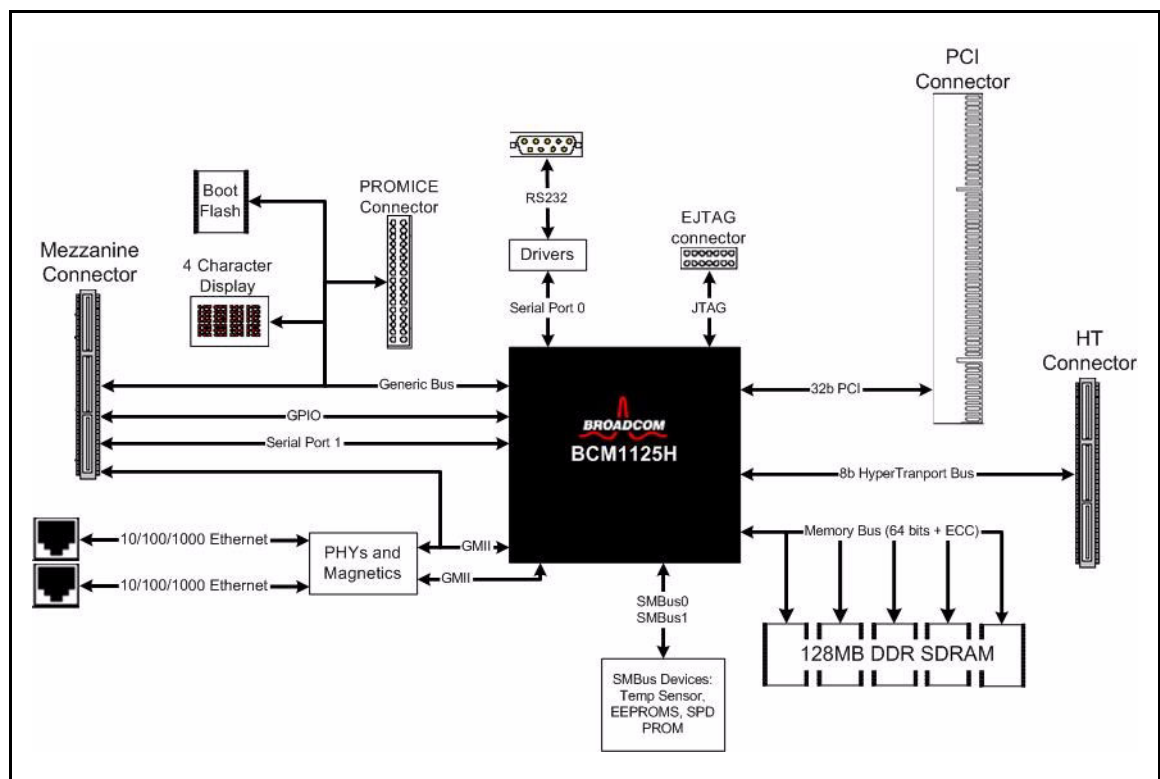 PCI
Connector
Boot
Flash
PROMICE
Connector
RS232
EJTAG
connector
Mezzanine
Connector
4 Character
Display
Drivers
Serial Port 0
JTAG
HT
Connector
Generic Bus
32b PCI
GPIO
BROADCOM
Serial Port 1
BCM1125H
8b HyperTranport Bus
10/100/1000 Ethernet
PHYs and
Magnetics
GMII
Memory Bus (64 bits + ECC)
10/100/1000 Ethernet
GMII
SMBus0
SMBus1
128MB DDR SDRAM
SMBus Devices:
Temp Sensor,
EEPROMS, SPD
PROM